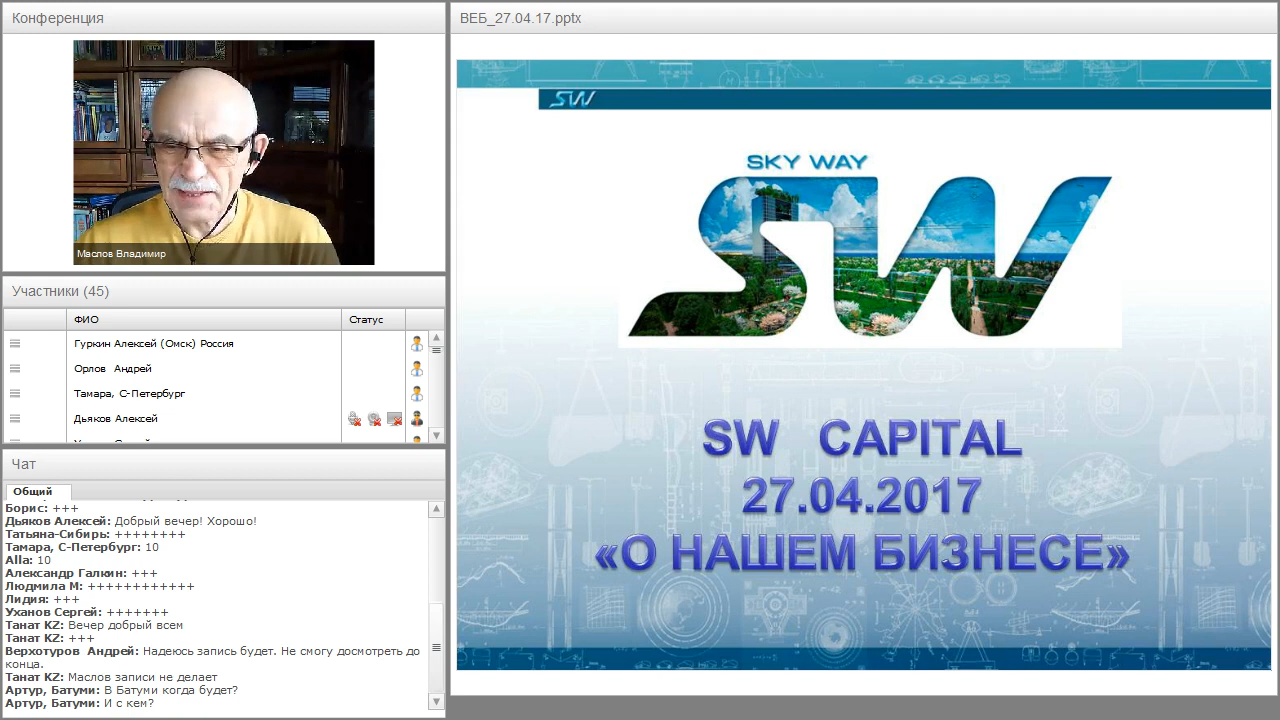 Конференция
Маслов Владимир
Участники (45)
ФИО
Статус
Гуркин Алексей (Омск) Россия
Орлов Андрей
Тамара, С-Петербург
Дьяков Алексей
Чат
Общий
Борис: +++
Дьяков Алексей: Добрый вечер! Хорошо!
Татьяна-Сибирь: ++++++++
Тамара, С-Петербург: 10
Alla: 10
Александр Галкин: +++
Людмила М: ++++++++++++
Лидия: +++
Уханов Сергей: +++++++
Танат KZ: Вечер добрый всем
Танат KZ: +++
Верхотуров Андрей: Надеюсь запись будет. Не смогу досмотреть до
конца.
Танат KZ: Маслов записи не делает
Артур, Батуми: В Батуми когда будет?
Артур, Батуми: И с кем?
ВЕБ_27.04.17.pptx
SW
SKY WAY
SW
SW CAPITAL
27.04.2017
«О НАШЕМ БИЗНЕСЕ»